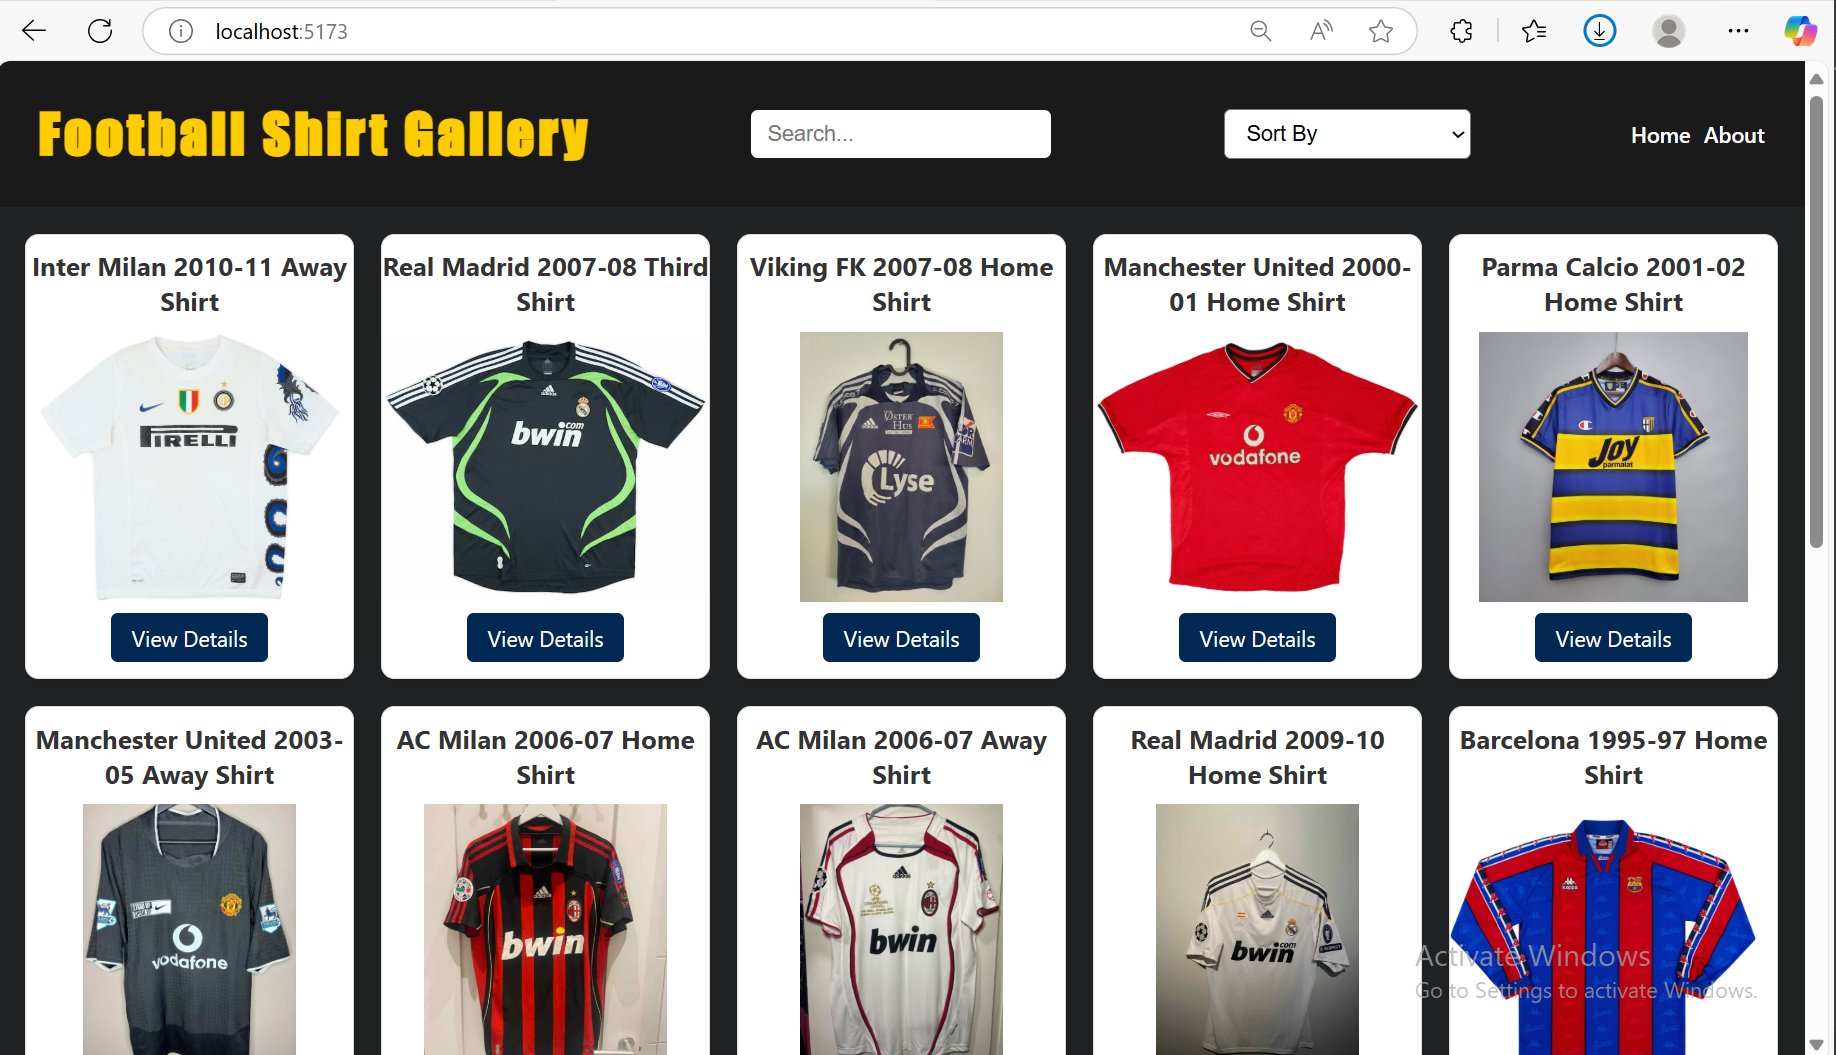 localhost:5173
Football Shirt Gallery
Search...
Sort By
Home About
Inter Milan 2010-11 Away
Shirt
PIRELLI
View Details
Real Madrid 2007-08 Third
Shirt
bwin.com
View Details
Viking FK 2007-08 Home
Shirt
ØSTER
HUS
Lyse
View Details
Manchester United 2000-
01 Home Shirt
vodafone
View Details
Parma Calcio 2001-02
Home Shirt
Joy
parmalat
View Details
Manchester United 2003-
05 Away Shirt
vodafone
AC Milan 2006-07 Home
Shirt
bwin
AC Milan 2006-07 Away
Shirt
adidas
bwin
Real Madrid 2009-10
Home Shirt
bwin.com
Barcelona 1995-97 Home
Shirt
Kappa
Activate Windows
Go to Settings to activate Windows.